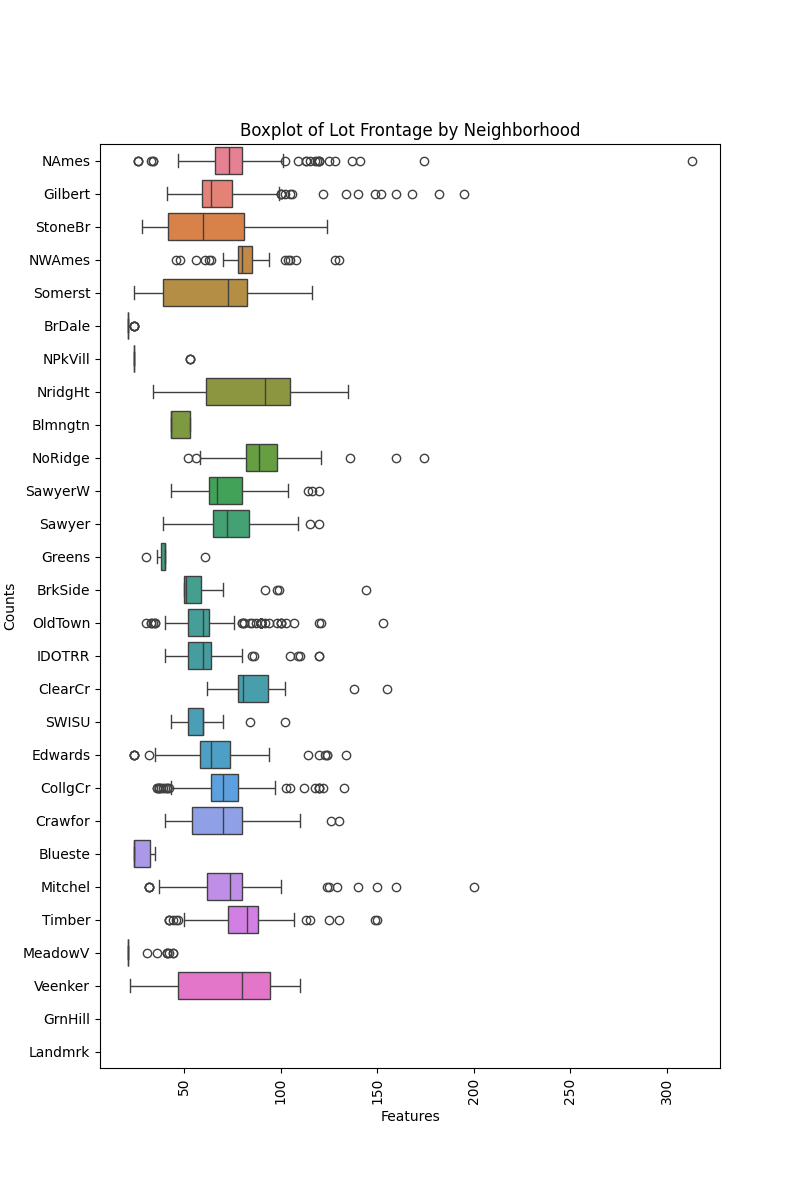 Boxplot of Lot Frontage by Neighborhood
NAmes
Gilbert
StoneBr
NWAmes
Somerst
BrDale
NPkVill
NridgHt
Blmngtn
NoRidge
SawyerW
Sawyer
Greens
BrkSide
OldTown
IDOTRR
ClearCr
SWISU
Edwards
CollgCr
Crawfor
Blueste
Mitchel
Timber
MeadowV
Veenker
GrnHill
Landmrk
Counts
50 100 150 200 250 300
Features